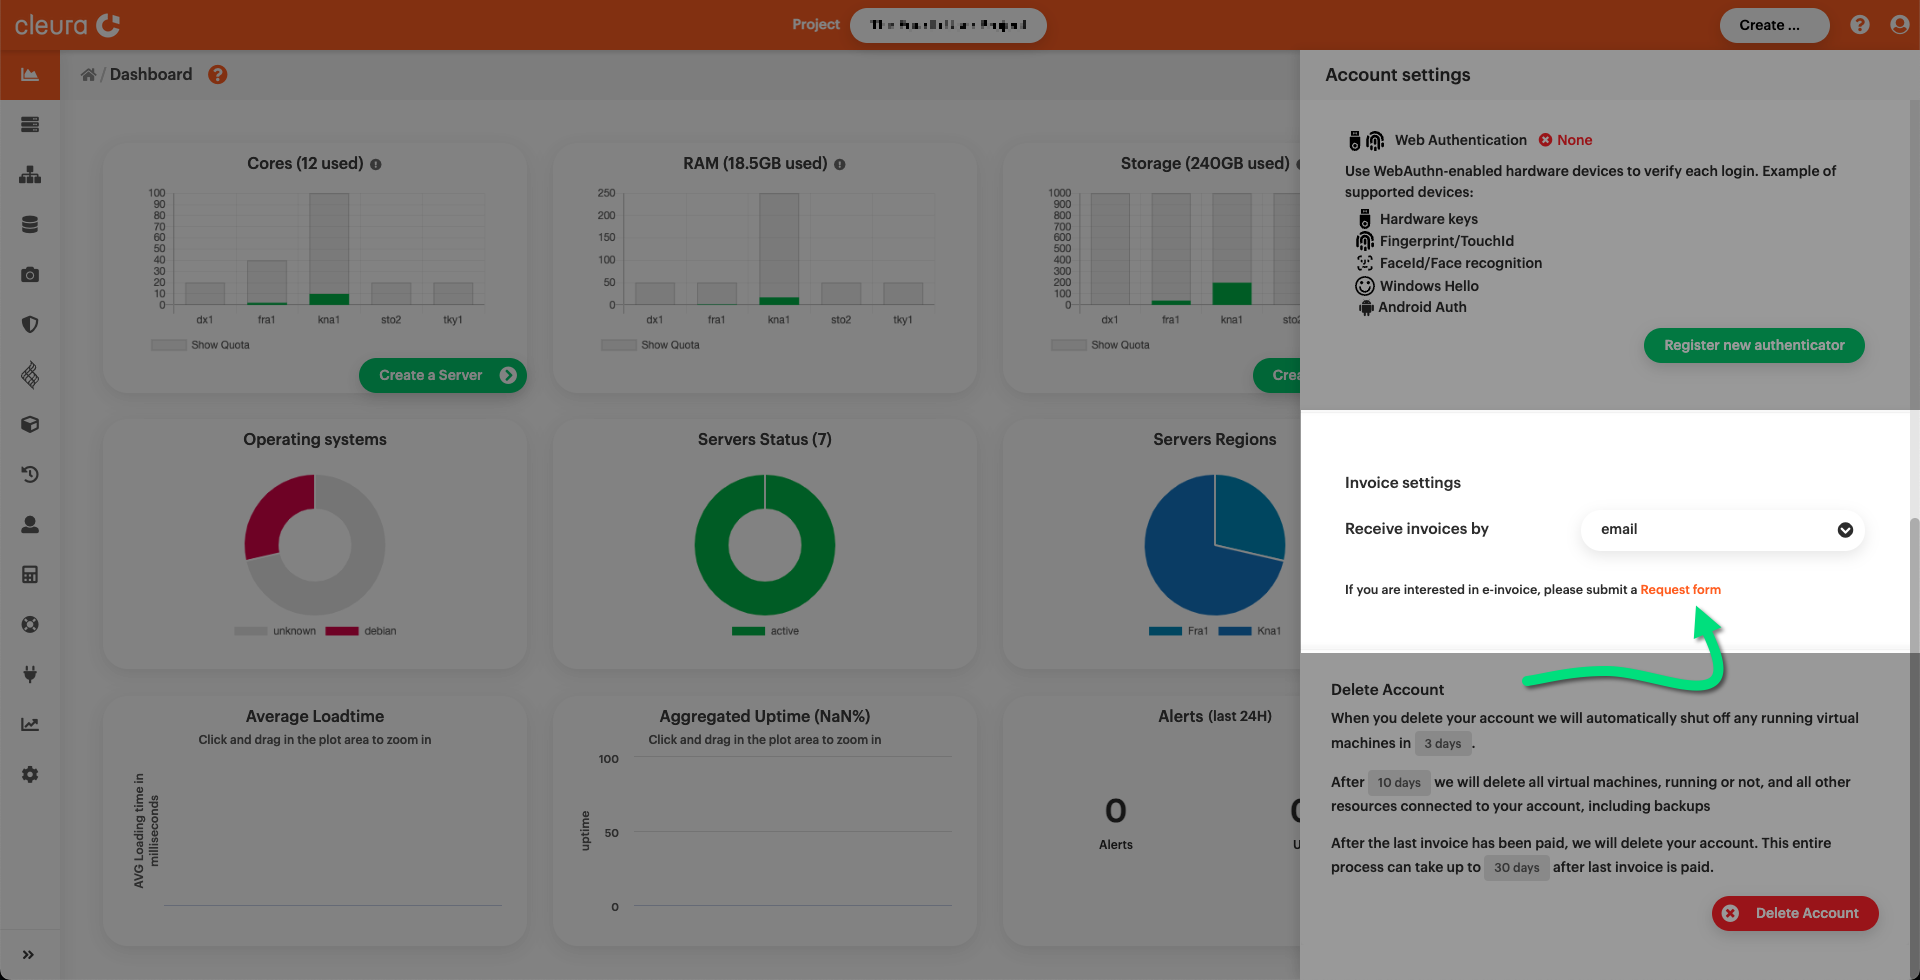 cleura
Project
Create ...
/ Dashboard
Account settings
Cores (12 used)
100
90
80
70
60
50
40
30
20
10
0
dx1 fra1 kna1 sto2 tky1
Show Quota
Create a Server
RAM (18.5GB used)
250
200
150
100
50
0
dx1 fra1 kna1 sto2 tky1
Show Quota
Storage (240GB used)
1000
900
800
700
600
500
400
300
200
100
0
dx1 fra1 kna1 sto2
Show Quota
Crea
Operating systems
unknown debian
Servers Status (7)
active
Servers Regions
Fra1 Kna1
Average Loadtime
Click and drag in the plot area to zoom in
AVG Loading time in
milliseconds
Aggregated Uptime (NaN%)
Click and drag in the plot area to zoom in
uptime
100
50
0
Alerts (last 24H)
0
Alerts
Web Authentication None
Use WebAuthn-enabled hardware devices to verify each login. Example of
supported devices:
Hardware keys
Fingerprint/TouchId
FaceId/Face recognition
Windows Hello
Android Auth
Register new authenticator
Invoice settings
Receive invoices by email
If you are interested in e-invoice, please submit a Request form
Delete Account
When you delete your account we will automatically shut off any running virtual
machines in 3 days.
After 10 days we will delete all virtual machines, running or not, and all other
resources connected to your account, including backups
After the last invoice has been paid, we will delete your account. This entire
process can take up to 30 days after last invoice is paid.
Delete Account